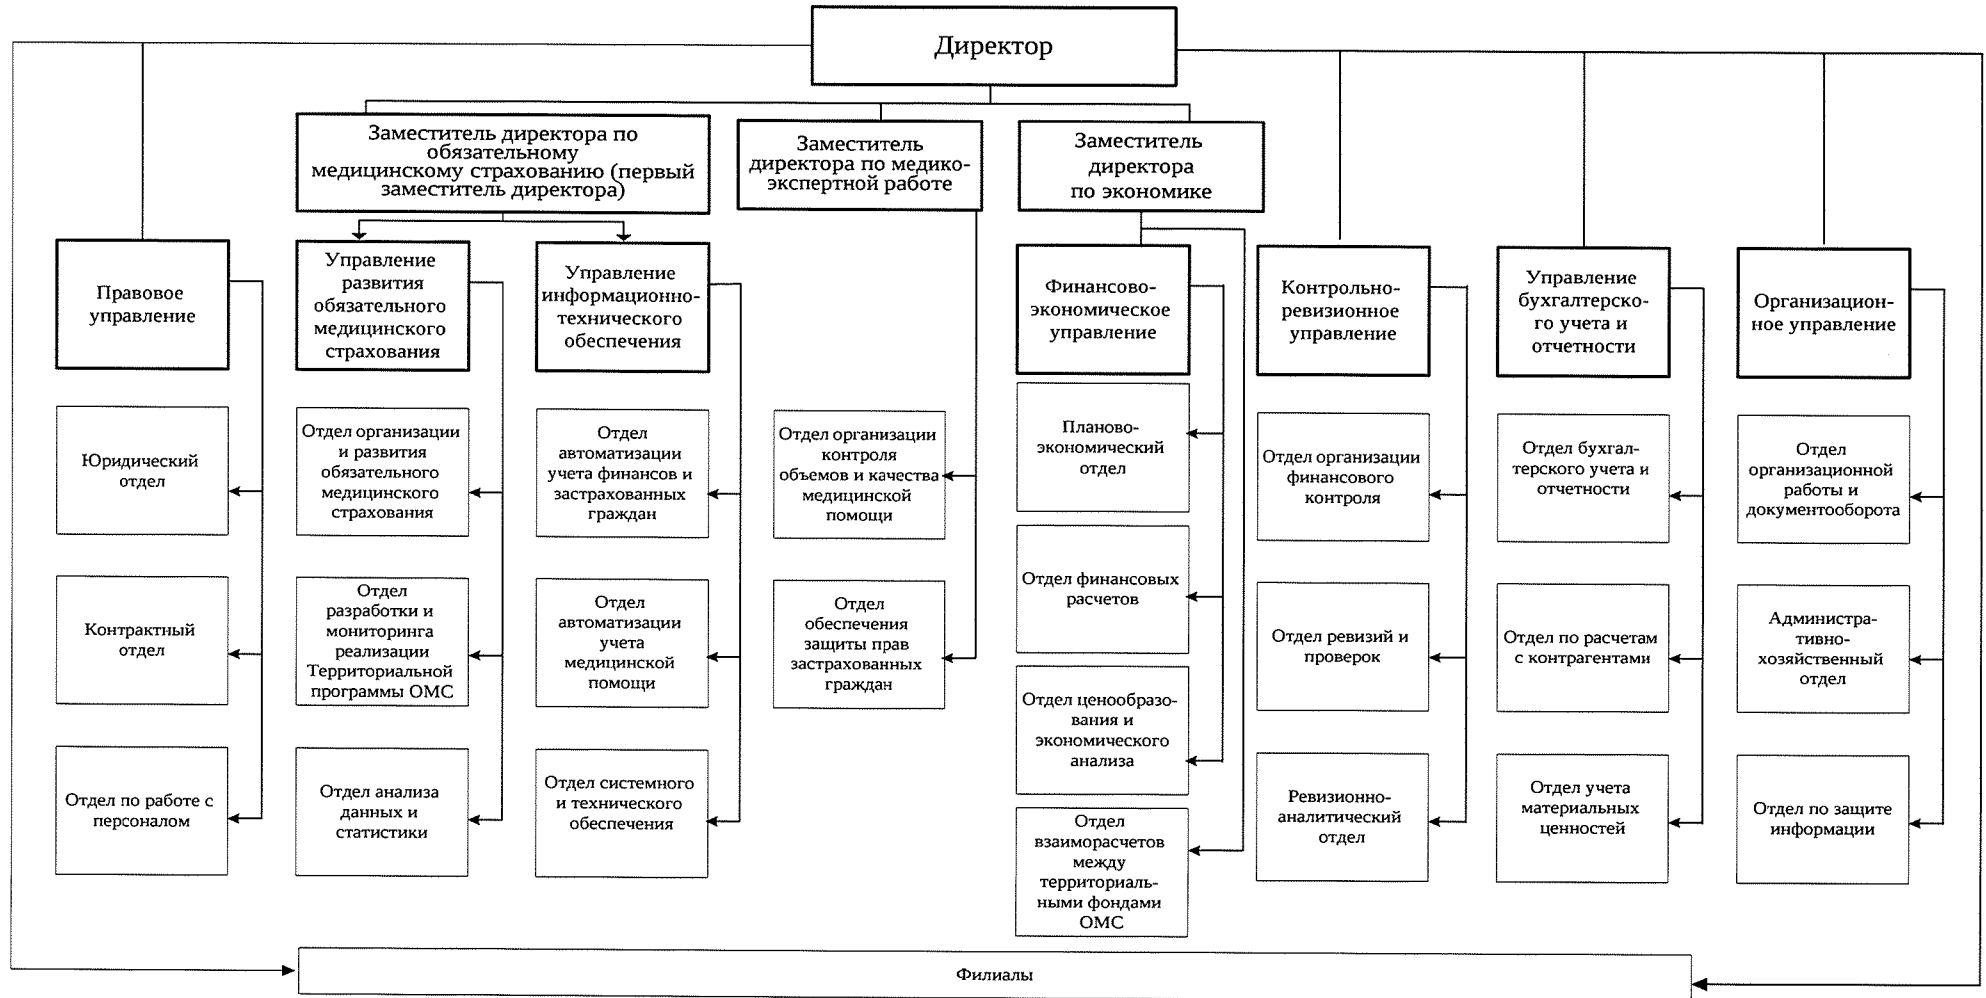 Директор
Заместитель директора по
обязательному
медицинскому страхованию (первый
заместитель директора)
Заместитель
директора по медико-
экспертной работе
Заместитель
директора
по экономике
Правовое
управление
Управление
развития
обязательного
медицинского
страхования
Управление
информационно-
технического
обеспечения
Финансово-
экономическое
управление
Контрольно-
ревизионное
управление
Управление
бухгалтерско-
го учета и
отчетности
Организацион-
ное управление
Юридический
отдел
Отдел организации
и развития
обязательного
медицинского
страхования
Отдел
автоматизации
учета финансов и
застрахованных
граждан
Отдел организации
контроля
объемов и качества
медицинской
помощи
Планово-
экономический
отдел
Отдел организации
финансового
контроля
Отдел бухгал-
терского учета и
отчетности
Отдел
организационной
работы и
документооборота
Контрактный
отдел
Отдел
разработки и
мониторинга
реализации
Территориальной
программы ОМС
Отдел
автоматизации
учета
медицинской
помощи
Отдел
обеспечения
защиты прав
застрахованных
граждан
Отдел финансовых
расчетов
Отдел ревизий и
проверок
Отдел по расчетам
с контрагентами
Администра-
тивно-
хозяйственный
отдел
Отдел ценообразо-
вания и
экономического
анализа
Отдел по работе с
персоналом
Отдел анализа
данных и
статистики
Отдел системного
и технического
обеспечения
Отдел
взаиморасчетов
между
территориаль-
ными фондами
ОМС
Ревизионно-
аналитический
отдел
Отдел учета
материальных
ценностей
Отдел по защите
информации
Филиалы